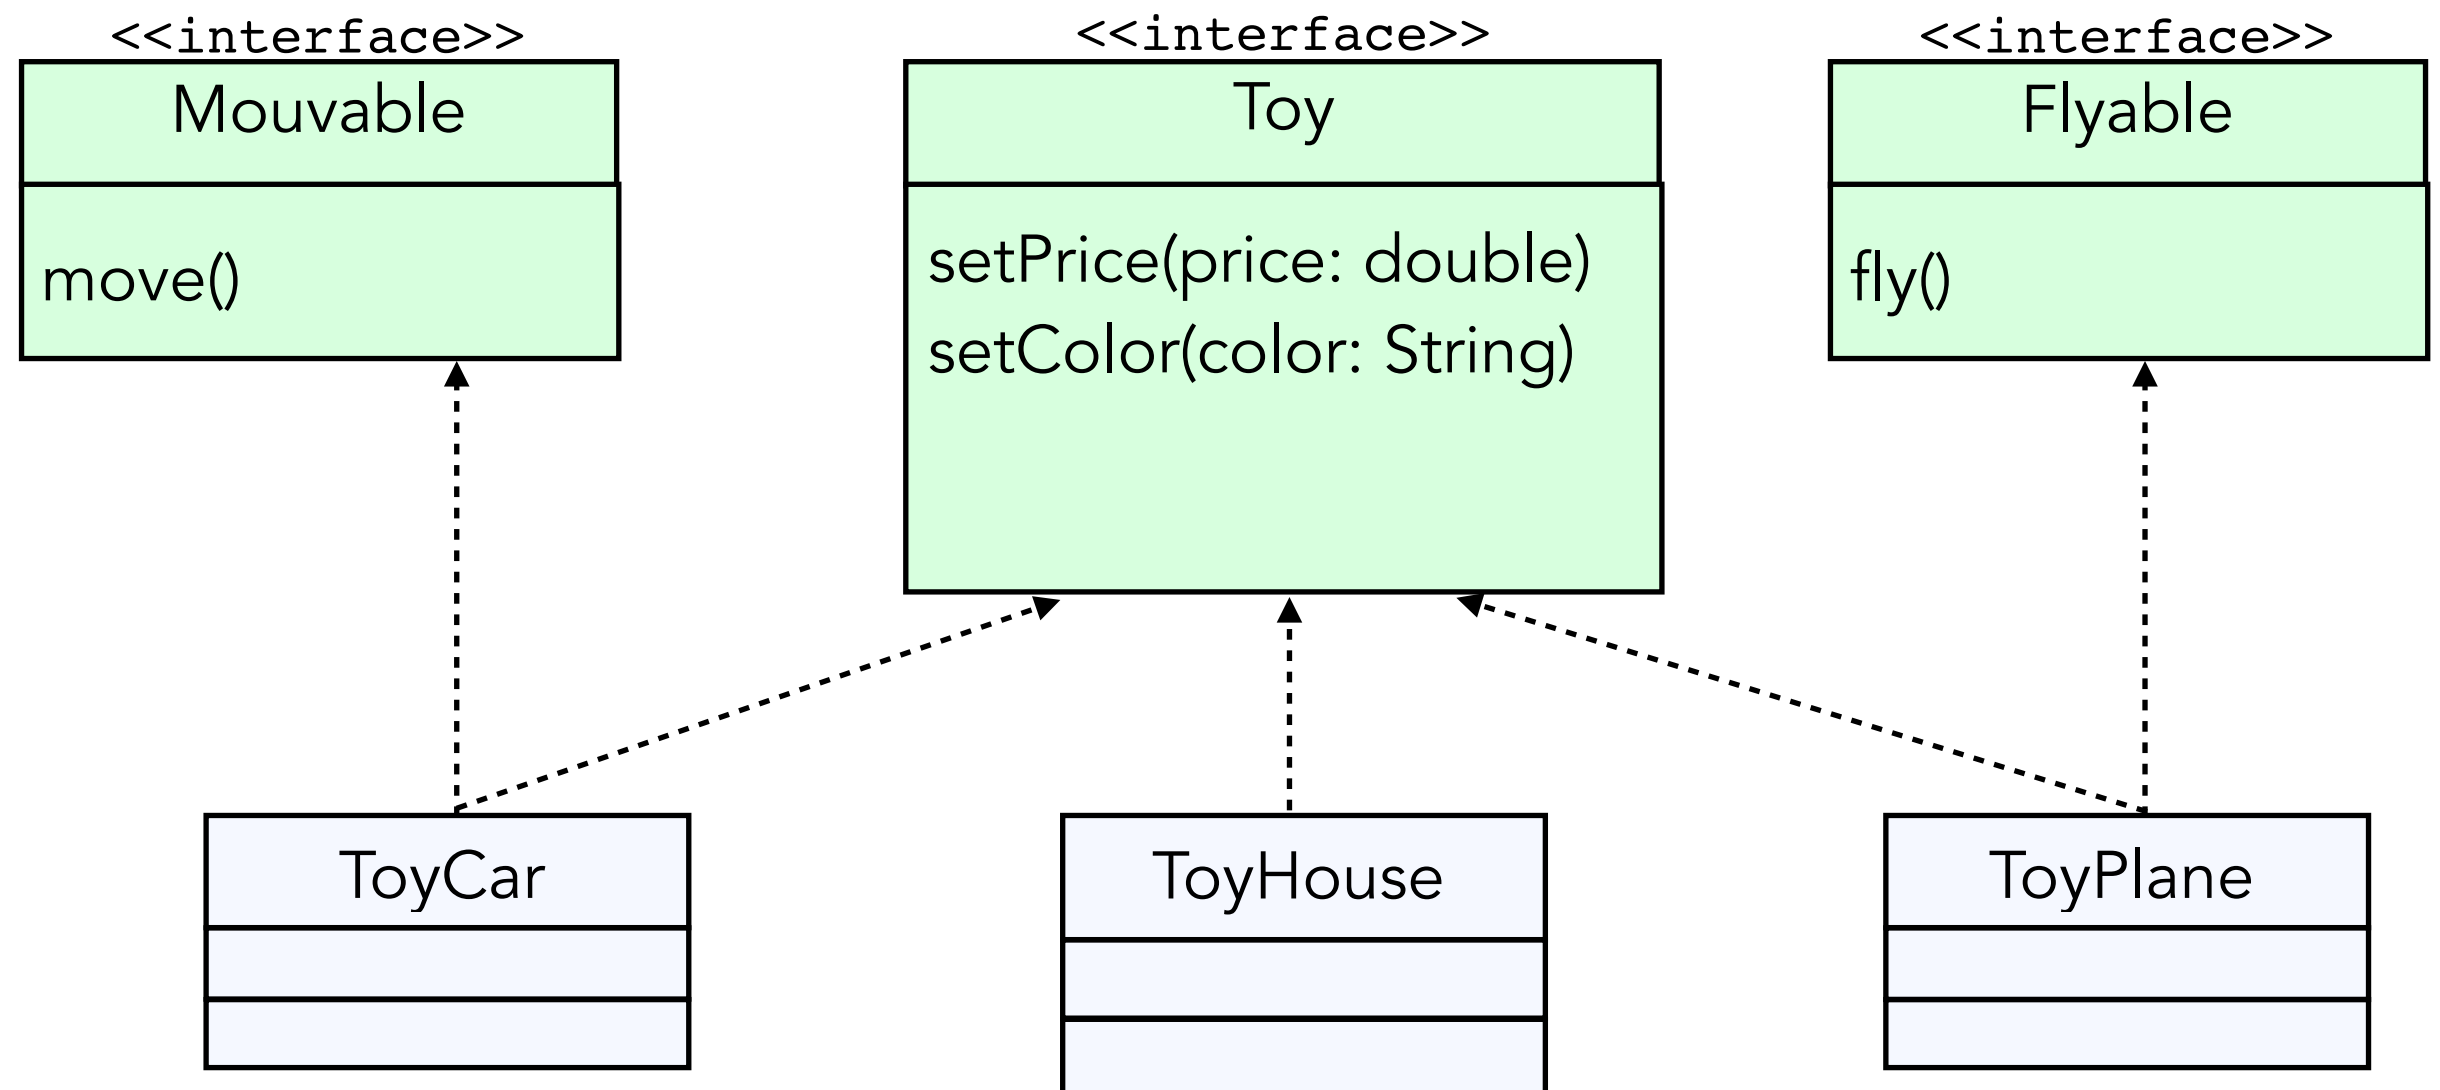 <<interface>>
Mouvable
move()
<<interface>>
Toy
setPrice(price: double)
setColor(color: String)
<<interface>>
Flyable
fly()
ToyCar
ToyHouse
ToyPlane